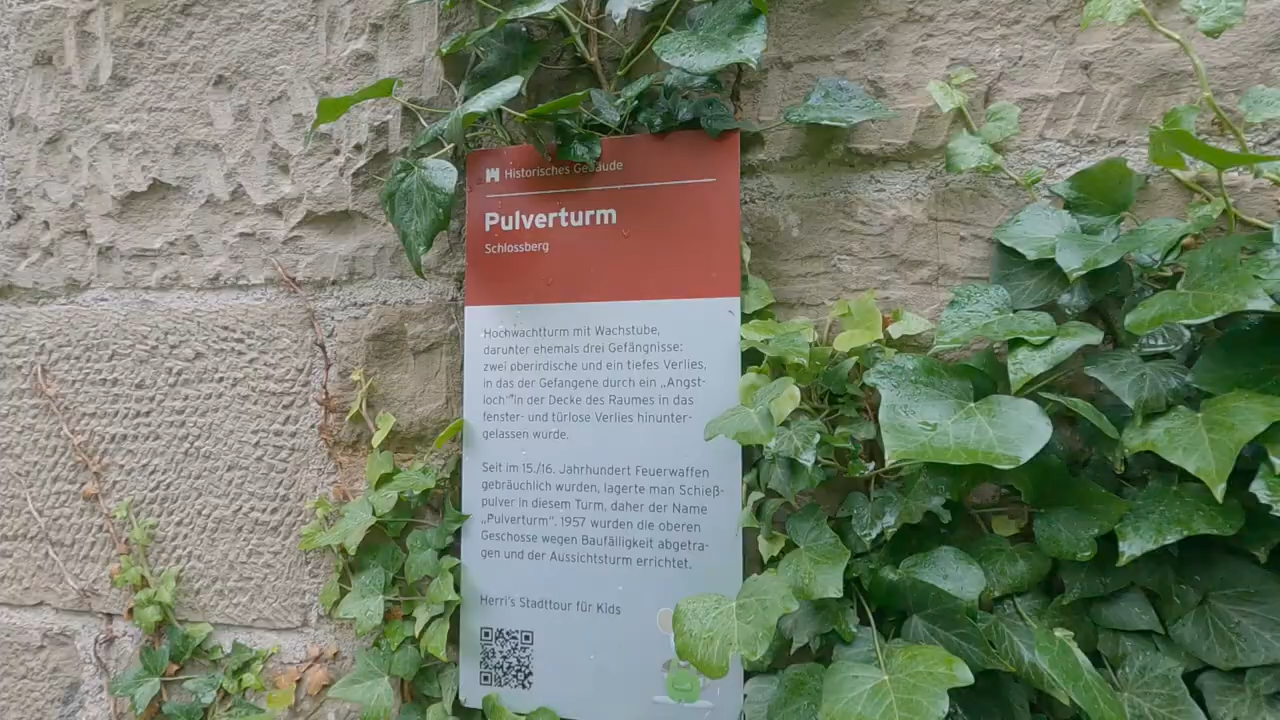 Historisches Gebäude
Pulverturm
Schlossberg
Hochwachtturm mit Wachstube,
darunter ehemals drei Gefängnisse:
zwei oberirdische und ein tiefes Verlies,
in das der Gefangene durch ein „Angst-
loch" in der Decke des Raumes in das
fenster- und türlose Verlies hinunter-
gelassen wurde.
Seit im 15./16. Jahrhundert Feuerwaffen
gebräuchlich wurden, lagerte man Schieß-
pulver in diesem Turm, daher der Name
„Pulverturm". 1957 wurden die oberen
Geschosse wegen Baufälligkeit abgetra-
gen und der Aussichtsturm errichtet.
Herri's Stadttour für Kids